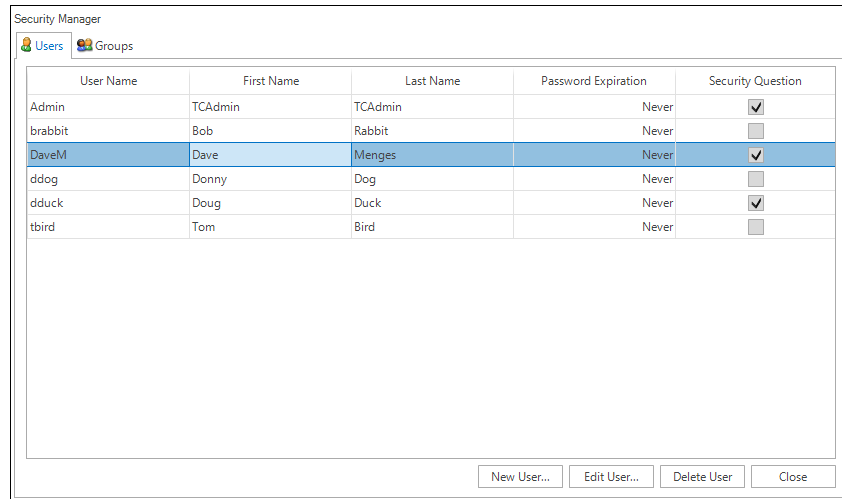 Security Manager
Users Groups
User Name First Name Last Name Password Expiration Security Question
Admin TCAdmin TCAdmin Never
brabbit Bob Rabbit Never
DaveM Dave Menges Never
ddog Donny Dog Never
dduck Doug Duck Never
tbird Tom Bird Never
New User... Edit User... Delete User Close